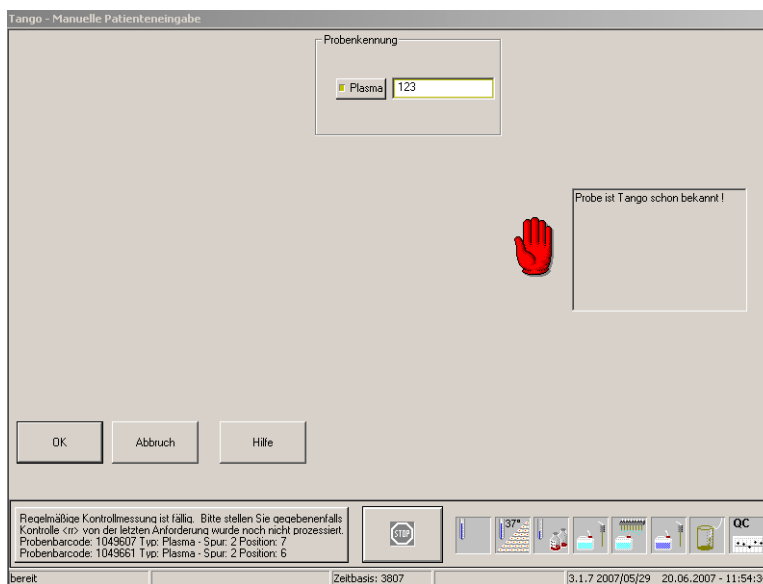 Tango - Manuelle Patienteneingabe
Probenkennung
Plasma 123
Probe ist Tango schon bekannt !
OK Abbruch Hilfe
Regelmäßige Kontrollmessung ist fällig. Bitte stellen Sie gegebenenfalls
Kontrolle <rr> von der letzten Anforderung wurde noch nicht prozessiert.
Probenbarcode: 1049607 Typ: Plasma - Spur: 2 Position: 7
Probenbarcode: 1049661 Typ: Plasma - Spur: 2 Position: 6
STOP
37°
QC
bereit Zeitbasis: 3807 3.1.7 2007/05/29 20.06.2007 - 11:54:3